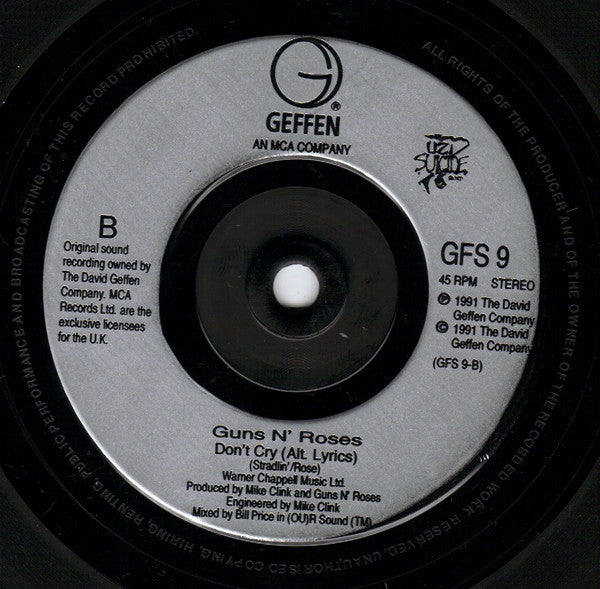 ALL RIGHTS OF THE PRODUCER AND OF THE OWNER OF THE RECORDED WORK RESERVED. UNAUTHORISED COPYING, HIRING, RENTING, PUBLIC PERFORMANCE AND BROADCASTING OF THIS RECORD PROHIBITED.
G
®
GEFFEN
AN MCA COMPANY
UZI
SUICIDE
B
Original sound
recording owned by
The David Geffen
Company. MCA
Records Ltd. are the
exclusive licensees
for the U.K.
GFS 9
45 RPM STEREO
℗ 1991 The David
Geffen Company
© 1991 The David
Geffen Company
(GFS 9-B)
Guns N' Roses
Don't Cry (Alt. Lyrics)
(Stradlin'/Rose)
Warner Chappell Music Ltd.
Produced by Mike Clink and Guns N' Roses
Engineered by Mike Clink
Mixed by Bill Price in (OU)R Sound (TM)